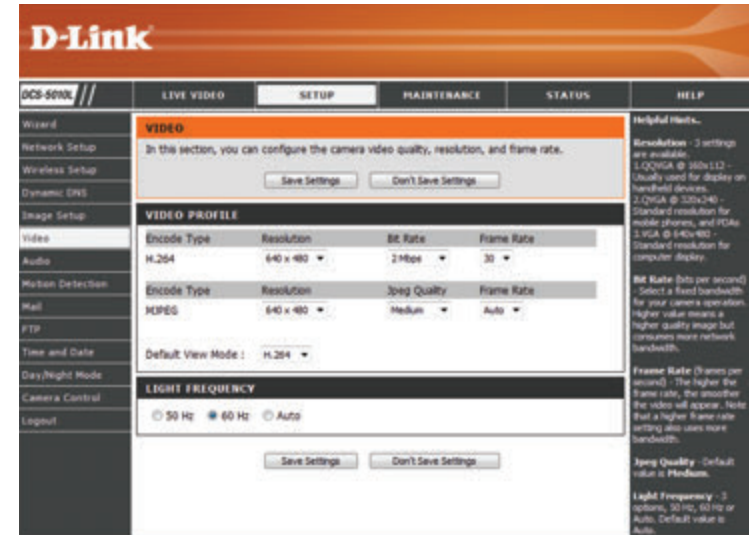 D-Link
DCS-5010L //
LIVE VIDEO
SETUP
MAINTENANCE
STATUS
HELP
Wizard
Network Setup
Wireless Setup
Dynamic DNS
Image Setup
Video
Audio
Motion Detection
Mail
FTP
Time and Date
Day/Night Mode
Camera Control
Logout
VIDEO
In this section, you can configure the camera video quality, resolution, and frame rate.
Save Settings Don't Save Settings
VIDEO PROFILE
Encode Type Resolution Bit Rate Frame Rate
H.264 640 x 480 2 Mbps 30
Encode Type Resolution Jpeg Quality Frame Rate
MJPEG 640 x 480 Medium Auto
Default View Mode : H.264
LIGHT FREQUENCY
50 Hz 60 Hz Auto
Save Settings Don't Save Settings
Helpful Hints..
Resolution - 3 settings
are available.
1.QQVGA @ 160x112 -
Usually used for display on
handheld devices.
2.QVGA @ 320x240 -
Standard resolution for
mobile phones, and PDAs
3.VGA @ 640x480 -
Standard resolution for
computer display.
Bit Rate (bits per second)
- Select a fixed bandwidth
for your camera operation.
Higher value means a
higher quality image but
consumes more network
bandwidth.
Frame Rate (frames per
second) - The higher the
frame rate, the smoother
the video will appear. Note
that a higher frame rate
setting also uses more
bandwidth.
Jpeg Quality - Default
value is Medium.
Light Frequency - 3
options, 50 Hz, 60 Hz or
Auto. Default value is
Auto.